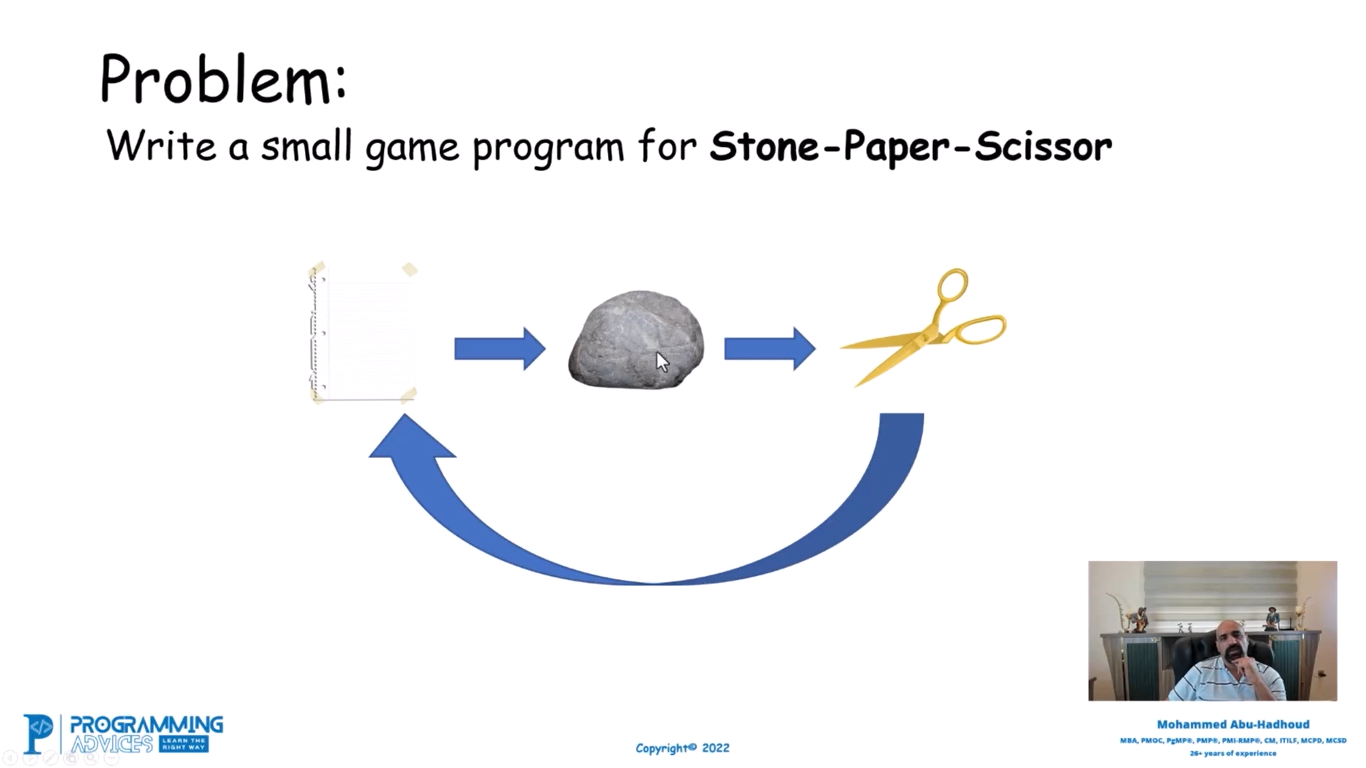 Problem:
Write a small game program for Stone-Paper-Scissor
PROGRAMMING
ADVICES
LEARN THE
RIGHT WAY
Copyright© 2022
Mohammed Abu-Hadhoud
MBA, PMOC, PgMP®, PMP®, PMI-RMP®, CM, ITILF, MCPD, MCSD
26+ years of experience